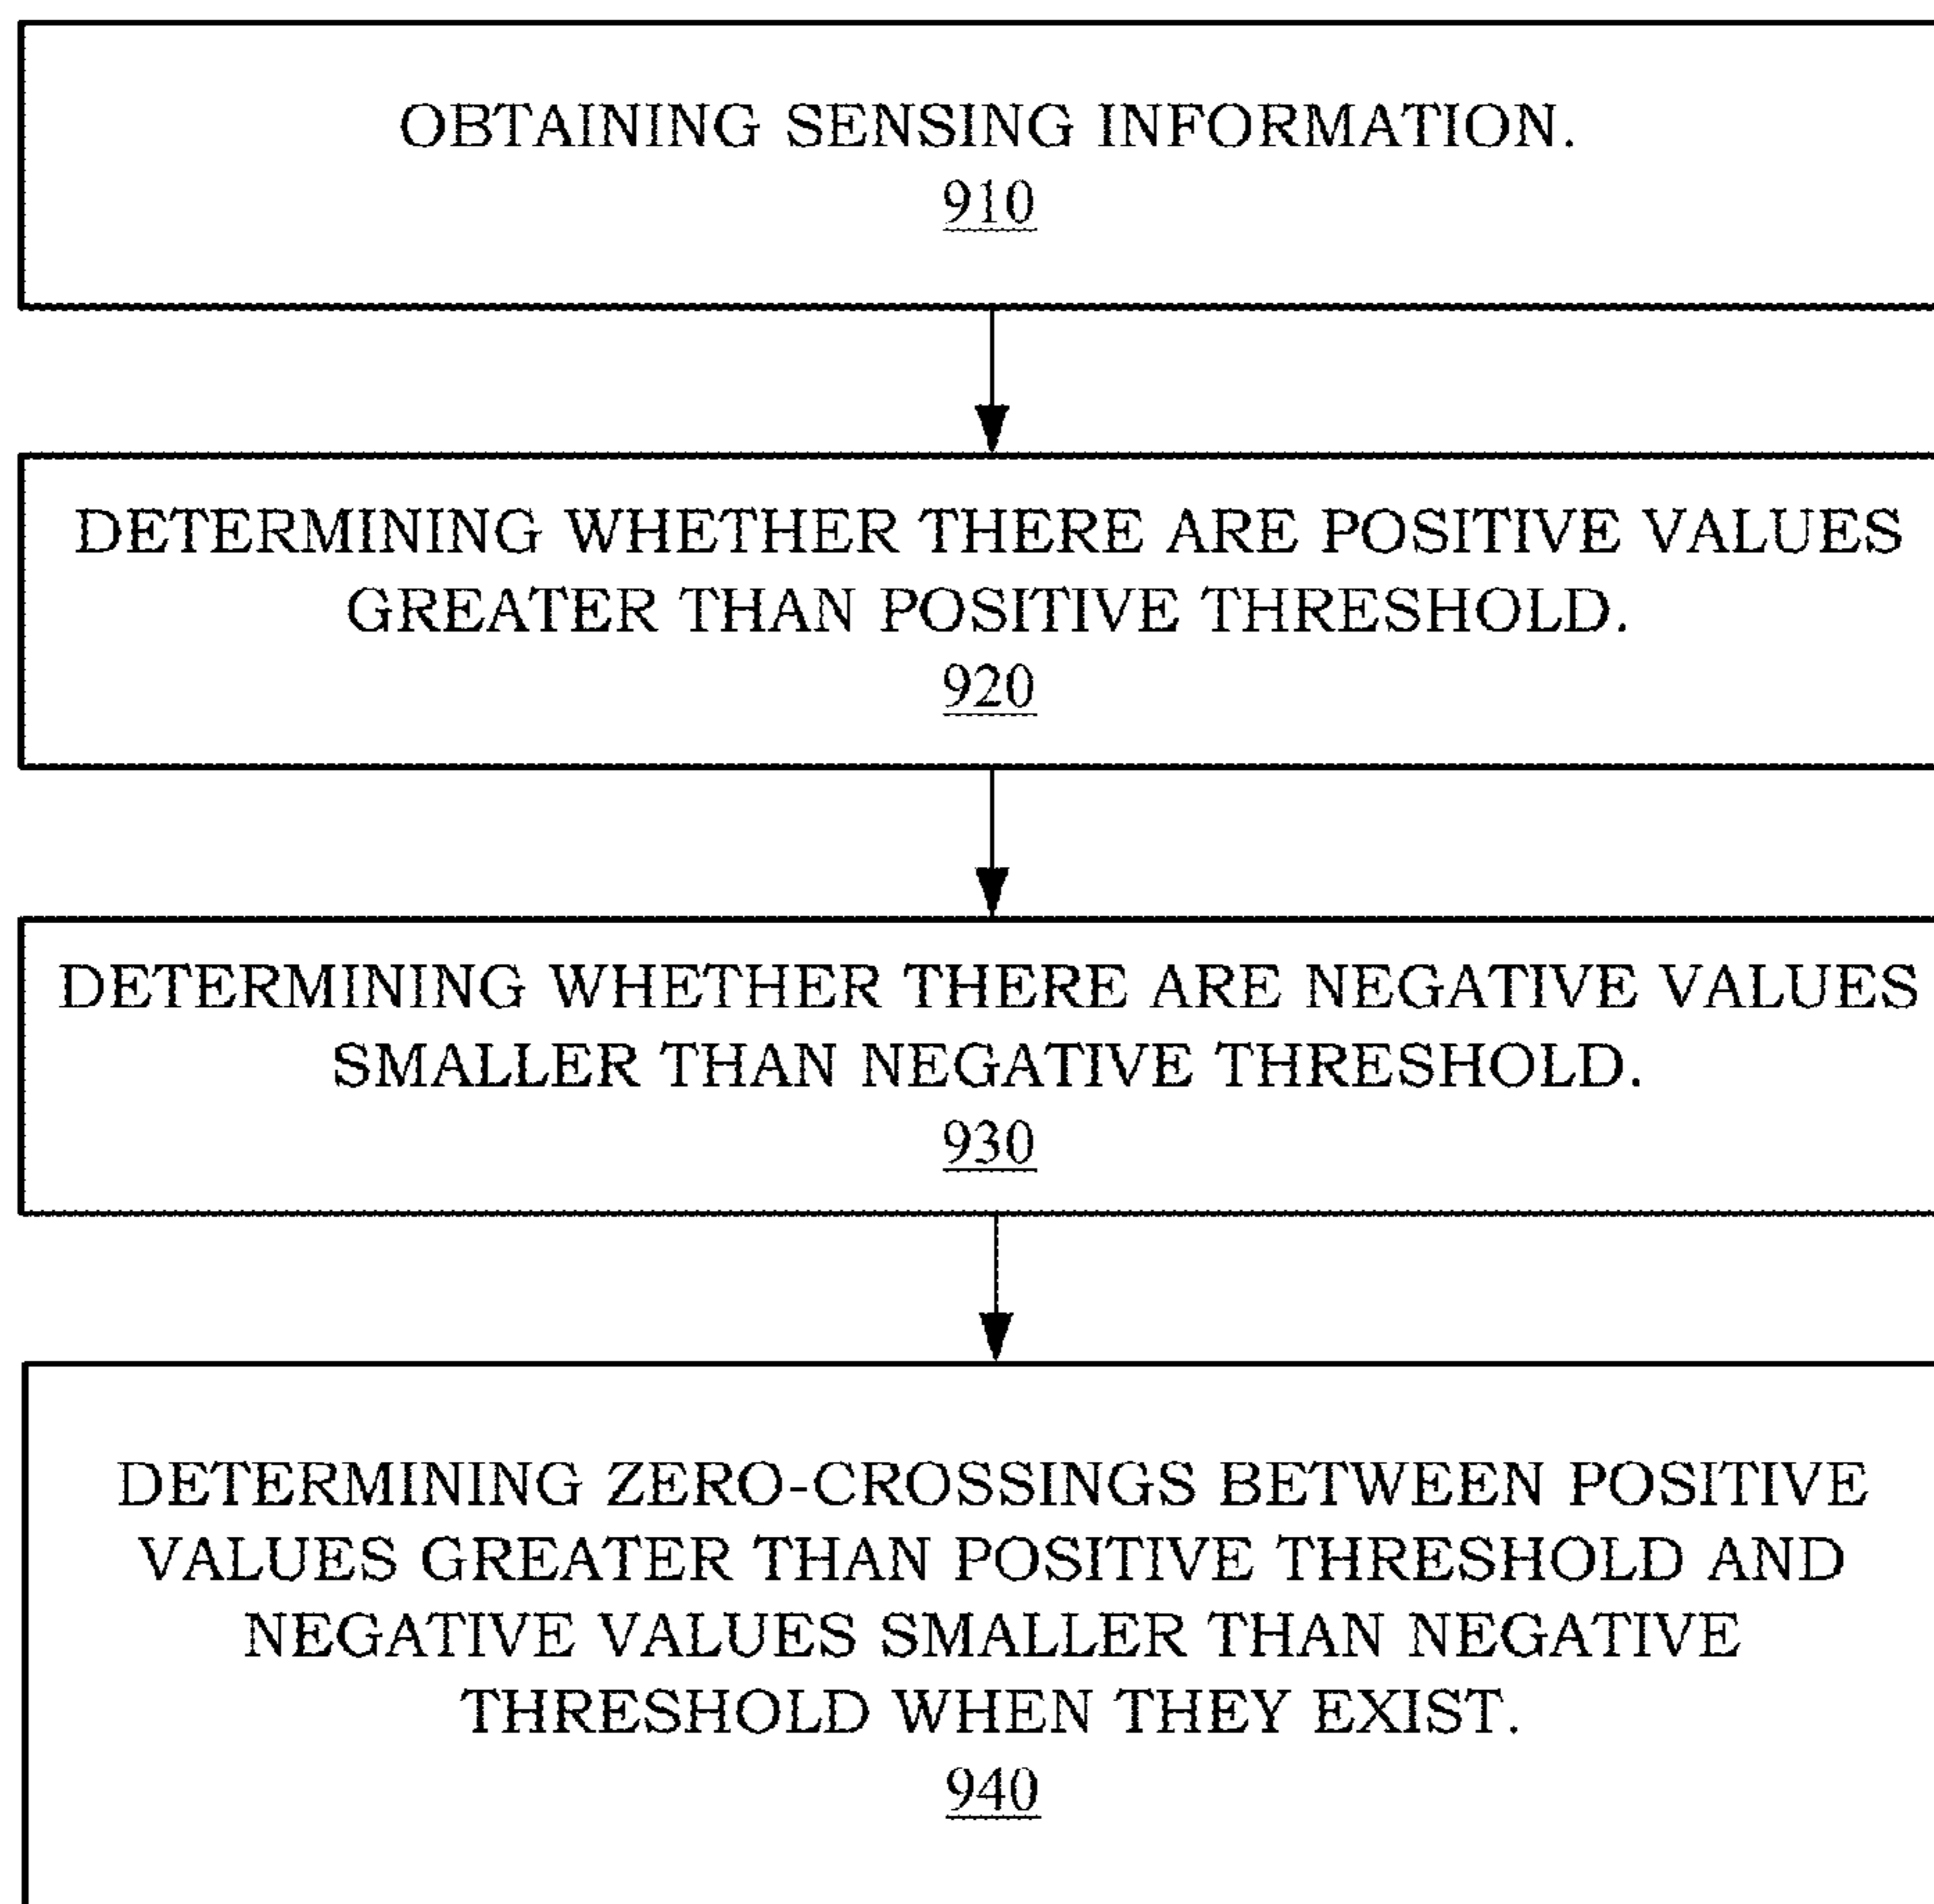 OBTAINING SENSING INFORMATION.
910
DETERMINING WHETHER THERE ARE POSITIVE VALUES
GREATER THAN POSITIVE THRESHOLD.
920
DETERMINING WHETHER THERE ARE NEGATIVE VALUES
SMALLER THAN NEGATIVE THRESHOLD.
930
DETERMINING ZERO-CROSSINGS BETWEEN POSITIVE
VALUES GREATER THAN POSITIVE THRESHOLD AND
NEGATIVE VALUES SMALLER THAN NEGATIVE
THRESHOLD WHEN THEY EXIST.
940